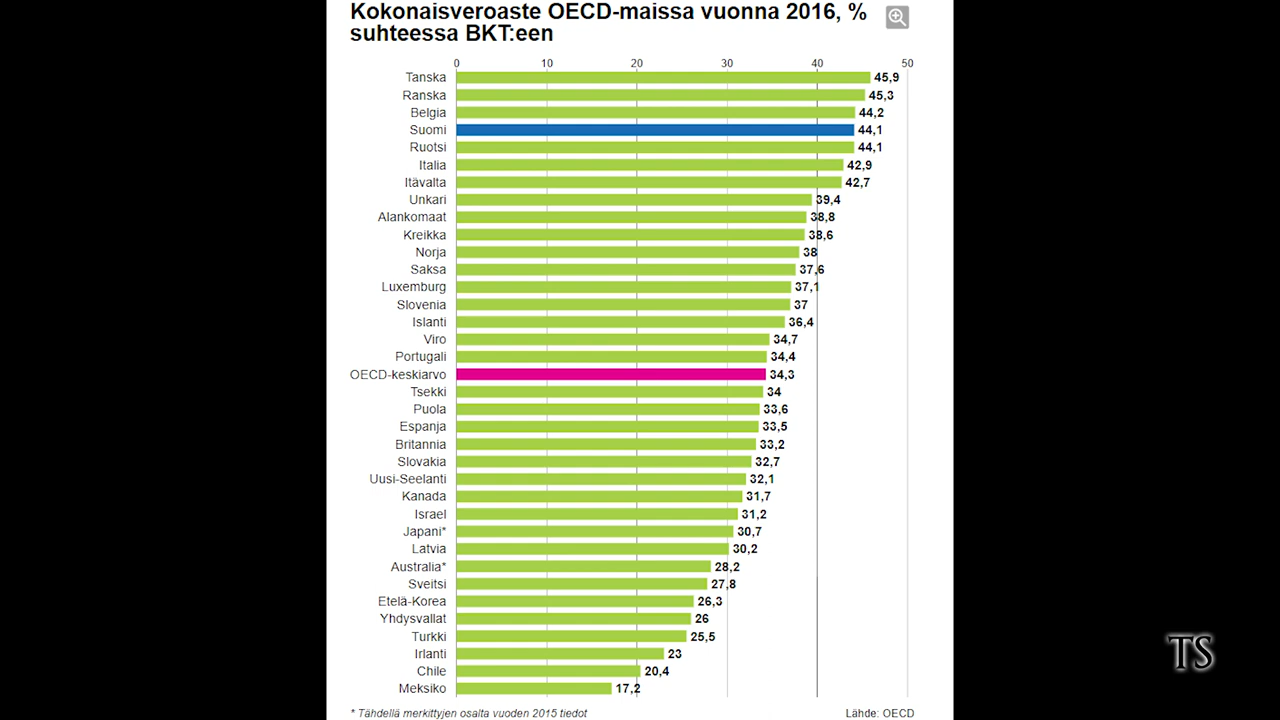 Kokonaisveroaste OECD-maissa vuonna 2016, %
suhteessa BKT:een
0 10 20 30 40 50
Tanska 45,9
Ranska 45,3
Belgia 44,2
Suomi 44,1
Ruotsi 44,1
Italia 42,9
Itävalta 42,7
Unkari 39,4
Alankomaat 38,8
Kreikka 38,6
Norja 38
Saksa 37,6
Luxemburg 37,1
Slovenia 37
Islanti 36,4
Viro 34,7
Portugali 34,4
OECD-keskiarvo 34,3
Tsekki 34
Puola 33,6
Espanja 33,5
Britannia 33,2
Slovakia 32,7
Uusi-Seelanti 32,1
Kanada 31,7
Israel 31,2
Japani* 30,7
Latvia 30,2
Australia* 28,2
Sveitsi 27,8
Etelä-Korea 26,3
Yhdysvallat 26
Turkki 25,5
Irlanti 23
Chile 20,4
Meksiko 17,2
* Tähdellä merkittyjen osalta vuoden 2015 tiedot Lähde: OECD
TS